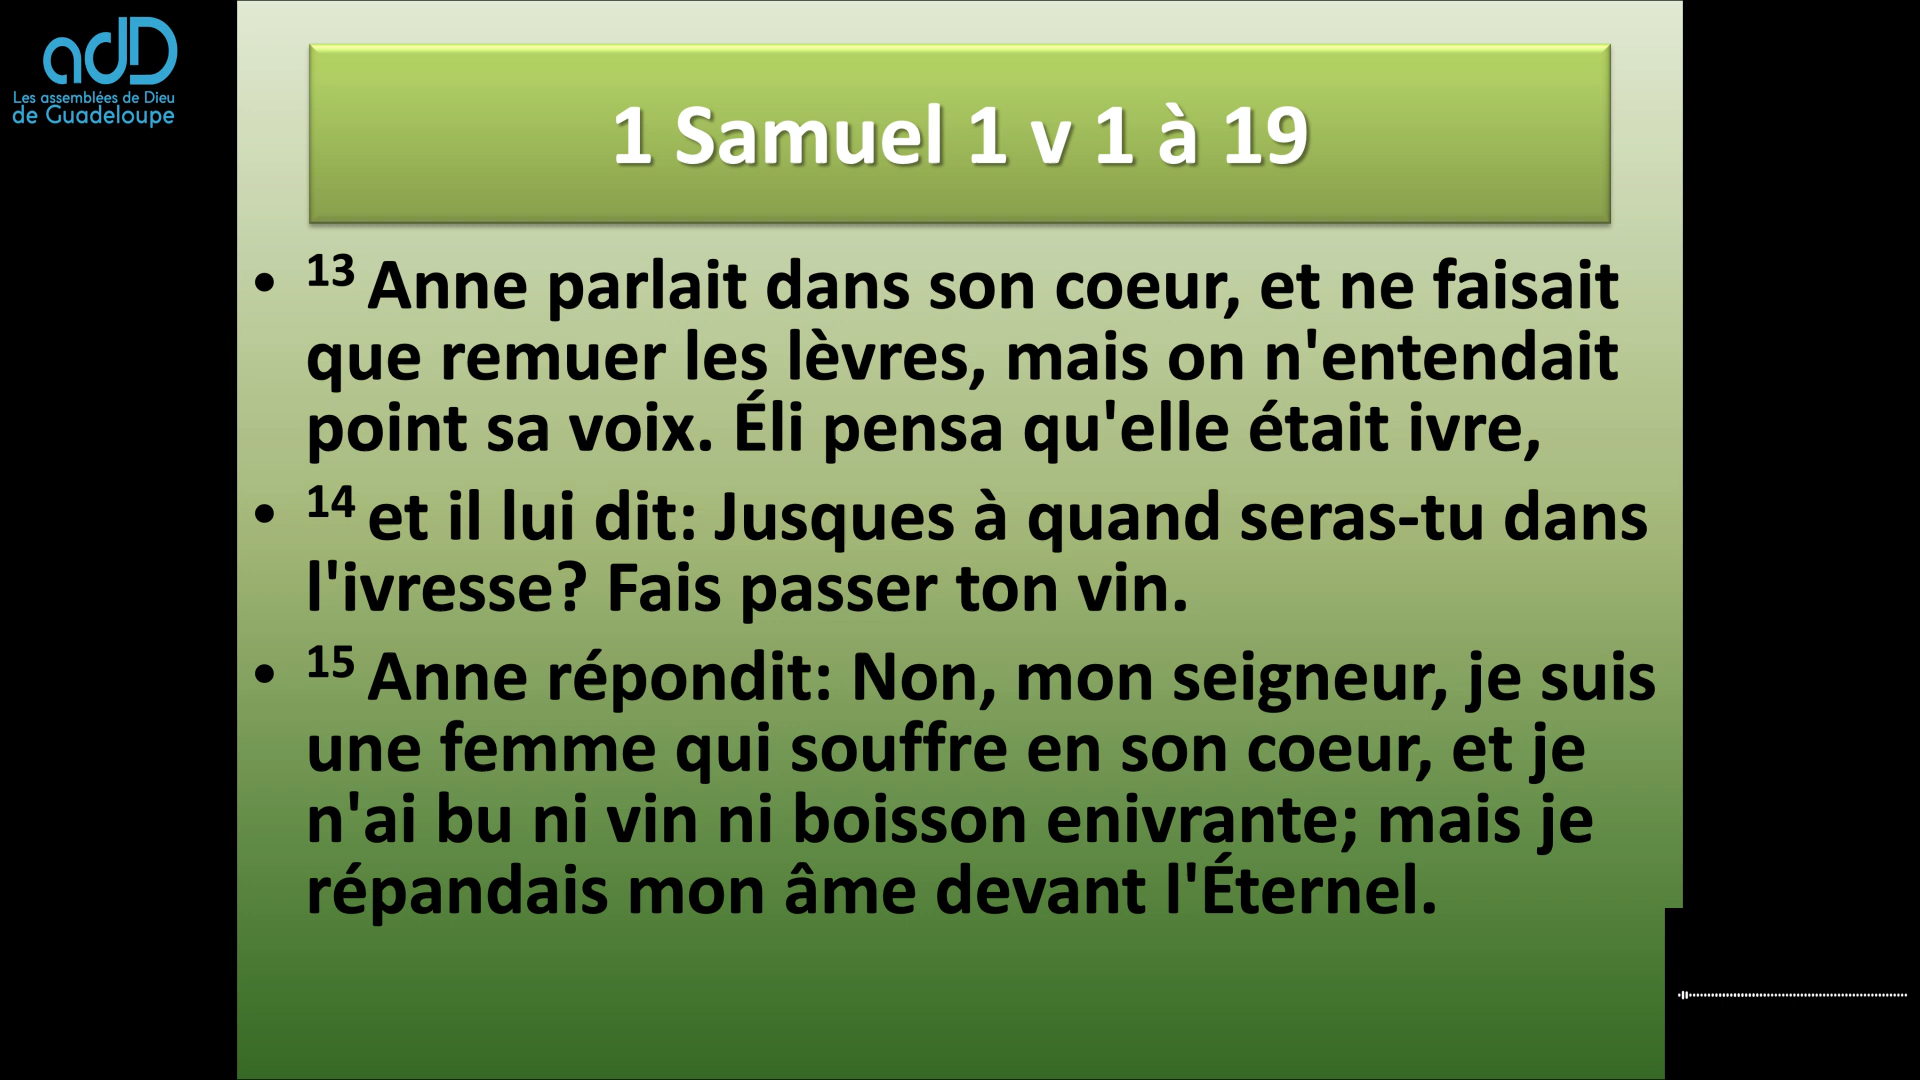 adD
Les assemblées de Dieu
de Guadeloupe
1 Samuel 1 v 1 à 19
• 13 Anne parlait dans son coeur, et ne faisait
que remuer les lèvres, mais on n'entendait
point sa voix. Éli pensa qu'elle était ivre,
• 14 et il lui dit: Jusques à quand seras-tu dans
l'ivresse? Fais passer ton vin.
• 15 Anne répondit: Non, mon seigneur, je suis
une femme qui souffre en son coeur, et je
n'ai bu ni vin ni boisson enivrante; mais je
répandais mon âme devant l'Éternel.